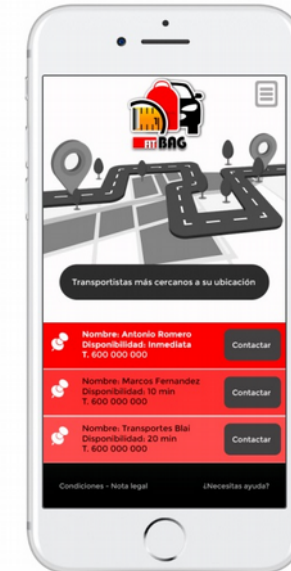 FIT BAG
Transportistas más cercanos a su ubicación
Nombre: Antonio Romero
Disponibilidad: Inmediata
T. 600 000 000
Contactar
Nombre: Marcos Fernandez
Disponibilidad: 10 min
T. 600 000 000
Contactar
Nombre: Transportes Blai
Disponibilidad: 20 min
T. 600 000 000
Contactar
Condiciones - Nota legal
¿Necesitas ayuda?